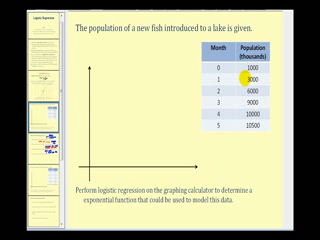 Logistic Regression
The population of a new fish introduced to a lake is given.
Month Population
(thousands)
0 1000
1 3000
2 6000
3 9000
4 10000
5 10500
Perform logistic regression on the graphing calculator to determine a
exponential function that could be used to model this data.